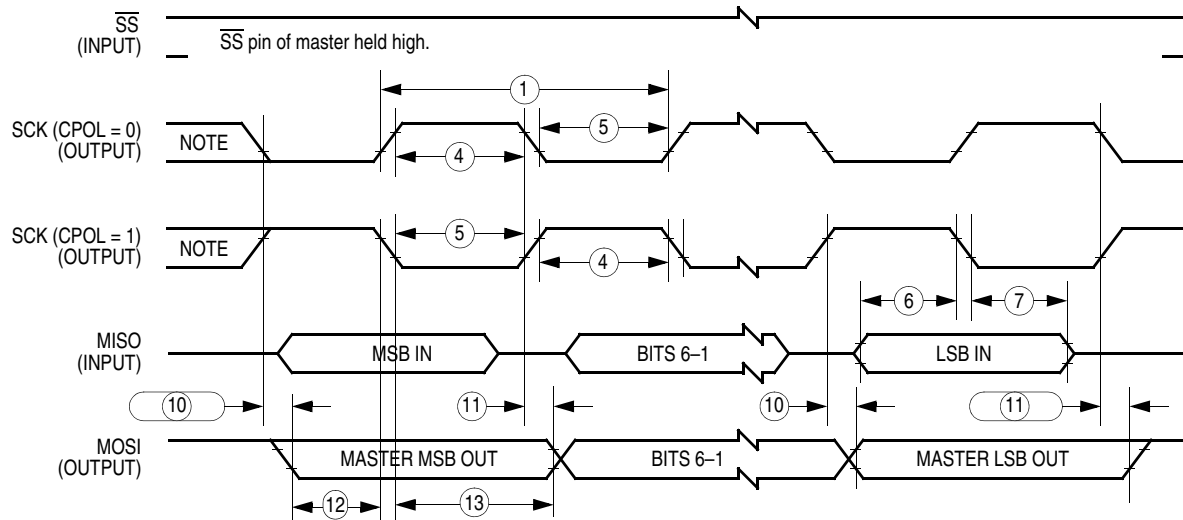 SS
(INPUT)
SS pin of master held high.
1
SCK (CPOL = 0)
(OUTPUT)
NOTE
5
4
SCK (CPOL = 1)
(OUTPUT)
NOTE
5
4
6
7
MISO
(INPUT)
MSB IN
BITS 6–1
LSB IN
10
11
10
11
MOSI
(OUTPUT)
MASTER MSB OUT
BITS 6–1
MASTER LSB OUT
12
13